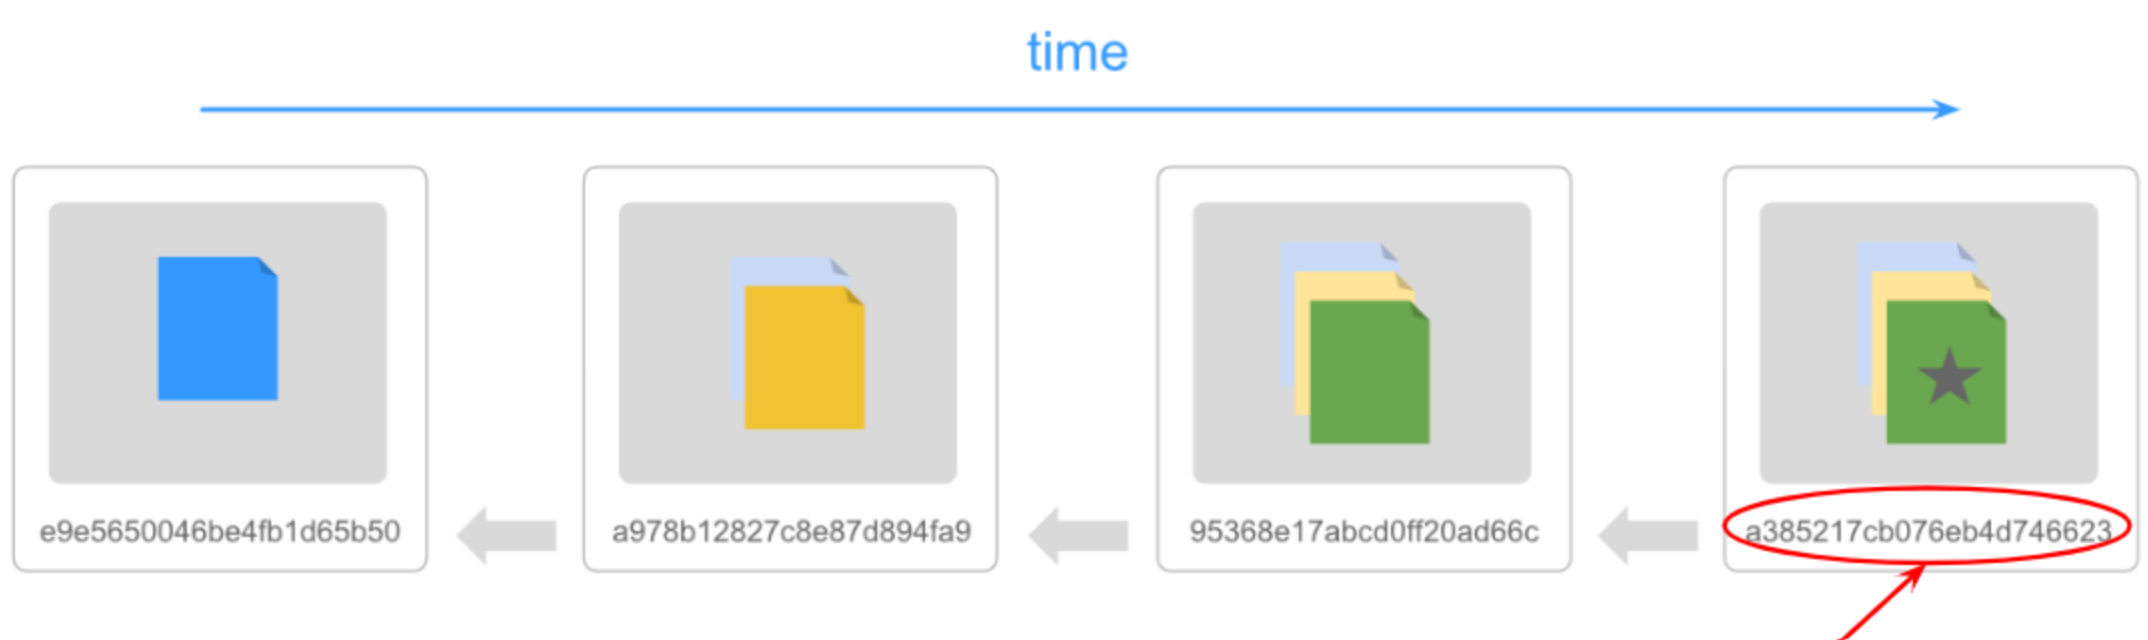 time
e9e5650046be4fb1d65b50
a978b12827c8e87d894fa9
95368e17abcd0ff20ad66c
a385217cb076eb4d746623